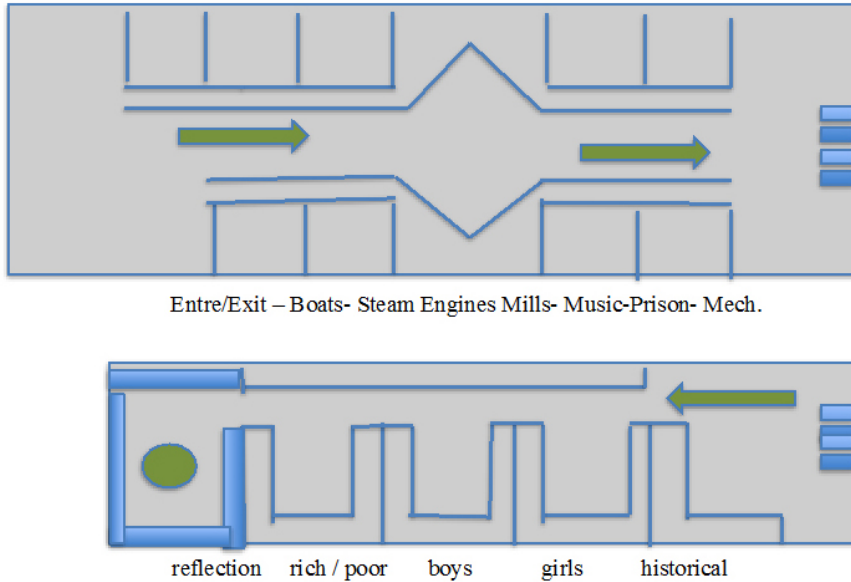 Entre/Exit – Boats- Steam Engines Mills- Music-Prison- Mech.
reflection rich / poor boys girls historical